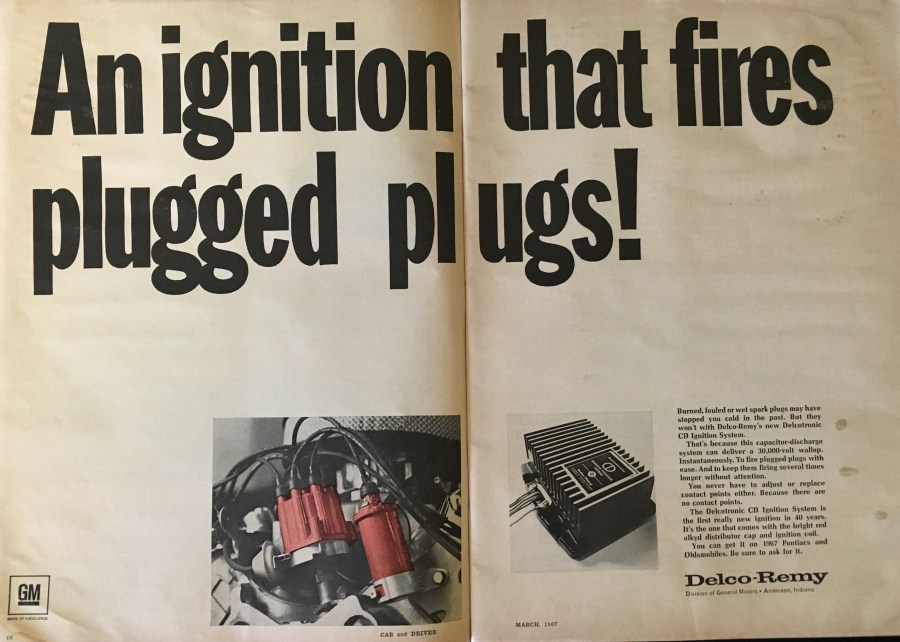 An ignition that fires
plugged plugs!
Burned, fouled or wet spark plugs may have
stopped you cold in the past. But they
won't with Delco-Remy's new Delcotronic
CD Ignition System.
That's because this capacitor-discharge
system can deliver a 30,000-volt wallop.
Instantaneously. To fire plugged plugs with
ease. And to keep them firing several times
longer without attention.
You never have to adjust or replace
contact points either. Because there are
no contact points.
The Delcotronic CD Ignition System is
the first really new ignition in 40 years.
It's the one that comes with the bright red
alkyd distributor cap and ignition coil.
You can get it on 1967 Pontiacs and
Oldsmobiles. Be sure to ask for it.
Delco-Remy
Division of General Motors • Anderson, Indiana
GM
MARK OF EXCELLENCE
CAR and DRIVER
MARCH, 1967